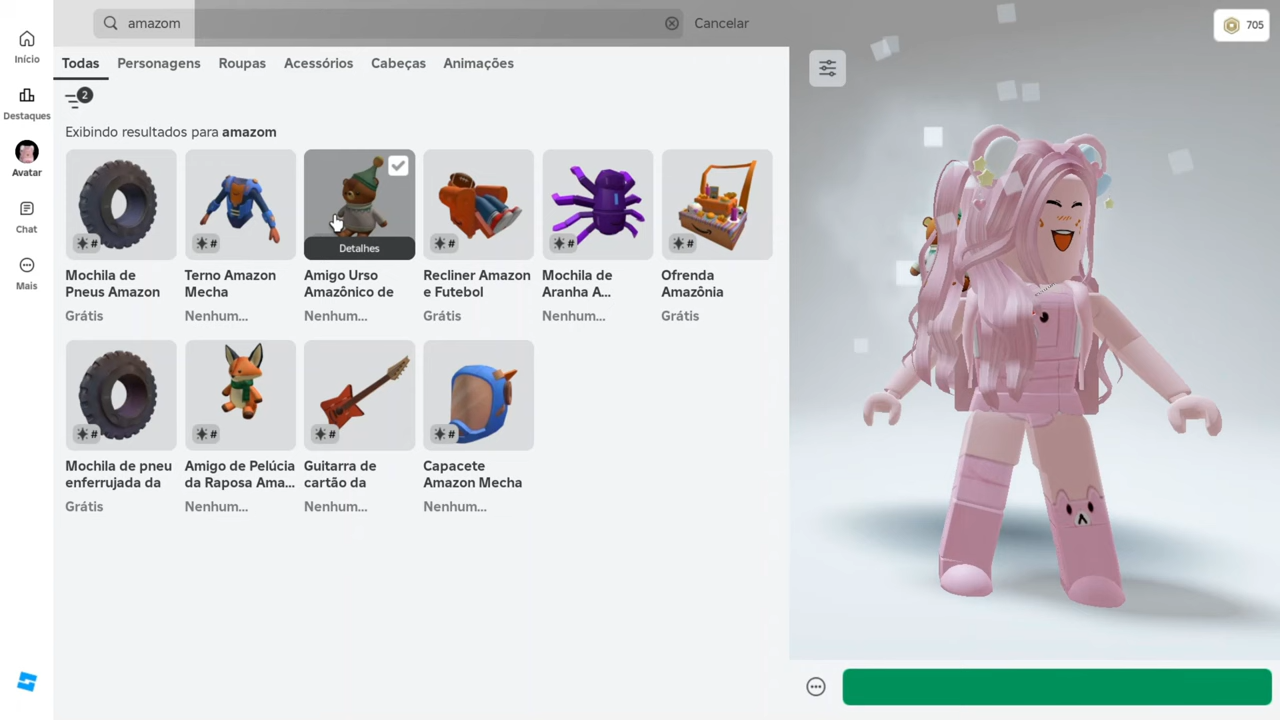 amazom
Cancelar
705
Início
Destaques
Avatar
Chat
Mais
Todas
Personagens
Roupas
Acessórios
Cabeças
Animações
2
Exibindo resultados para amazom
#
Mochila de
Pneus Amazon
Grátis
#
Terno Amazon
Mecha
Nenhum...
Detalhes
Amigo Urso
Amazônico de
Nenhum...
#
Recliner Amazon
e Futebol
Grátis
#
Mochila de
Aranha A...
Nenhum...
#
Ofrenda
Amazônia
Grátis
#
Mochila de pneu
enferrujada da
Grátis
#
Amigo de Pelúcia
da Raposa Ama...
Nenhum...
#
Guitarra de
cartão da
Nenhum...
#
Capacete
Amazon Mecha
Nenhum...